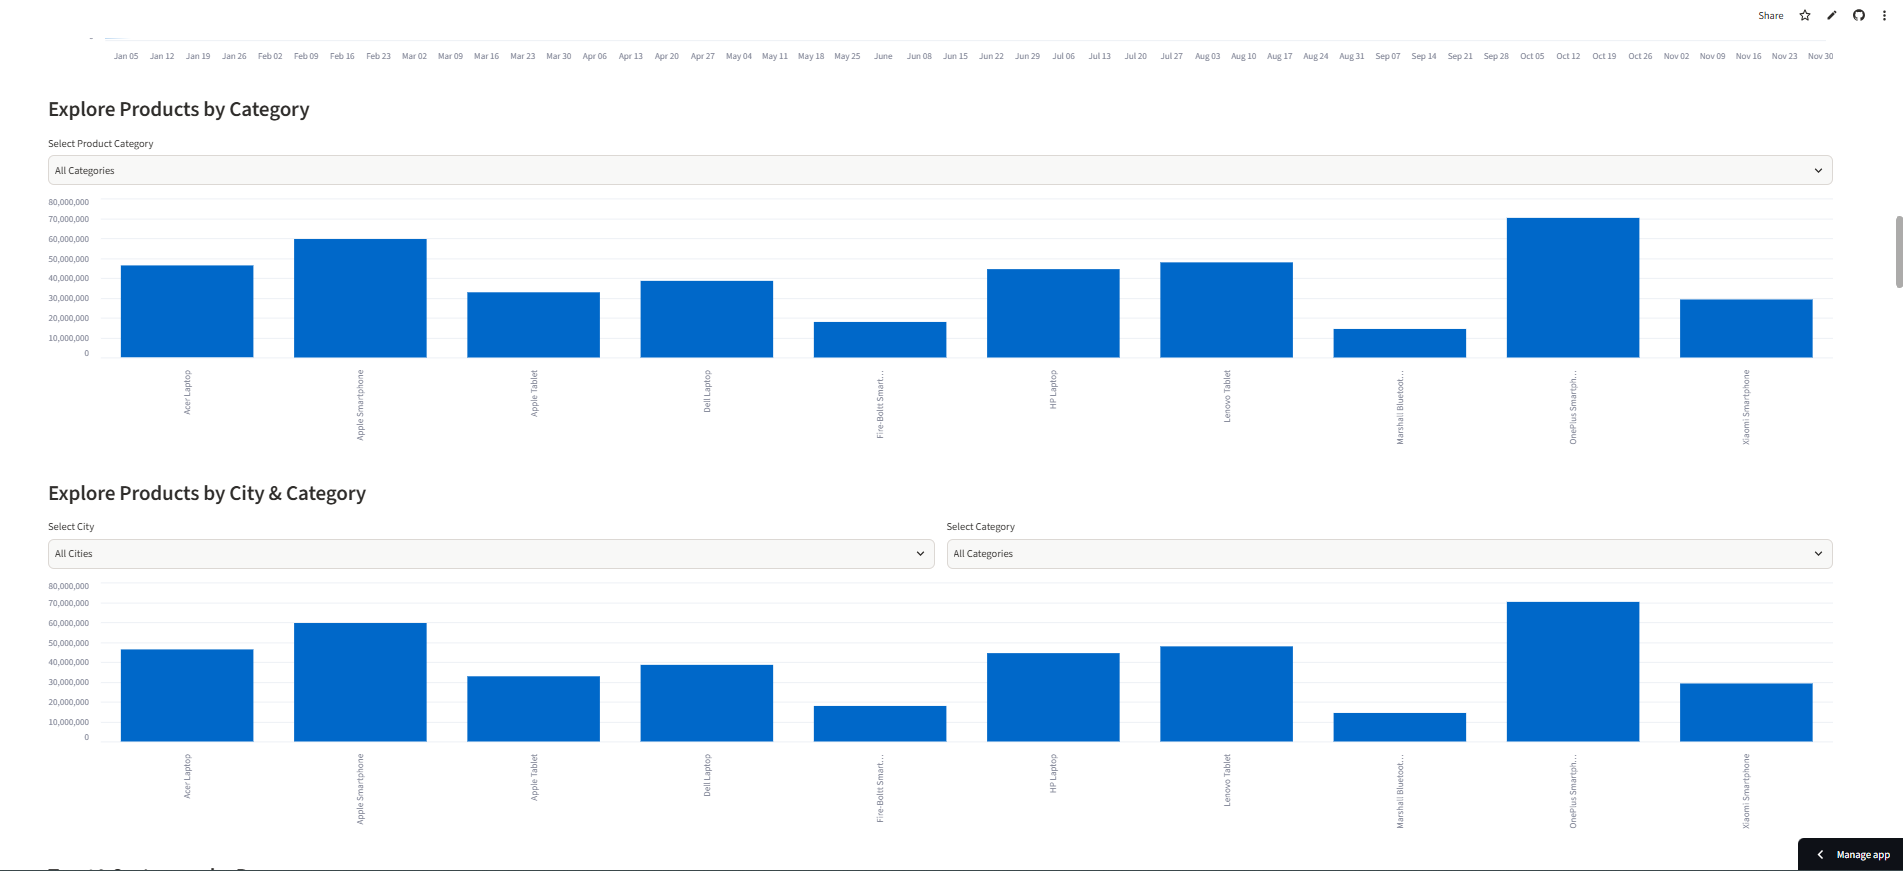 Share
Jan 05 Jan 12 Jan 19 Jan 26 Feb 02 Feb 09 Feb 16 Feb 23 Mar 02 Mar 09 Mar 16 Mar 23 Mar 30 Apr 06 Apr 13 Apr 20 Apr 27 May 04 May 11 May 18 May 25 June Jun 08 Jun 15 Jun 22 Jun 29 Jul 06 Jul 13 Jul 20 Jul 27 Aug 03 Aug 10 Aug 17 Aug 24 Aug 31 Sep 07 Sep 14 Sep 21 Sep 28 Oct 05 Oct 12 Oct 19 Oct 26 Nov 02 Nov 09 Nov 16 Nov 23 Nov 30
Explore Products by Category
Select Product Category
All Categories
80,000,000
70,000,000
60,000,000
50,000,000
40,000,000
30,000,000
20,000,000
10,000,000
0
Acer Laptop
Apple Smartphone
Apple Tablet
Dell Laptop
Fire-Boltt Smart...
HP Laptop
Lenovo Tablet
Marshall Bluetoot...
OnePlus Smartph...
Xiaomi Smartphone
Explore Products by City & Category
Select City
Select Category
All Cities
All Categories
80,000,000
70,000,000
60,000,000
50,000,000
40,000,000
30,000,000
20,000,000
10,000,000
0
Acer Laptop
Apple Smartphone
Apple Tablet
Dell Laptop
Fire-Boltt Smart...
HP Laptop
Lenovo Tablet
Marshall Bluetoot...
OnePlus Smartph...
Xiaomi Smartphone
Manage app